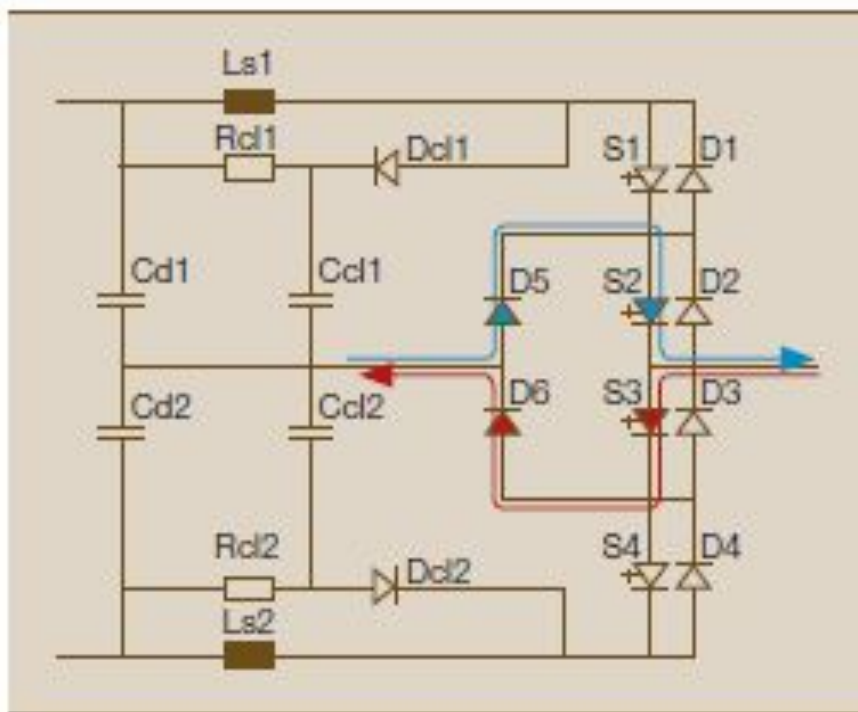 Ls1
Rcl1
Dcl1
S1
D1
Cd1
Ccl1
D5
S2
D2
Cd2
Ccl2
D6
S3
D3
Rcl2
Dcl2
S4
D4
Ls2